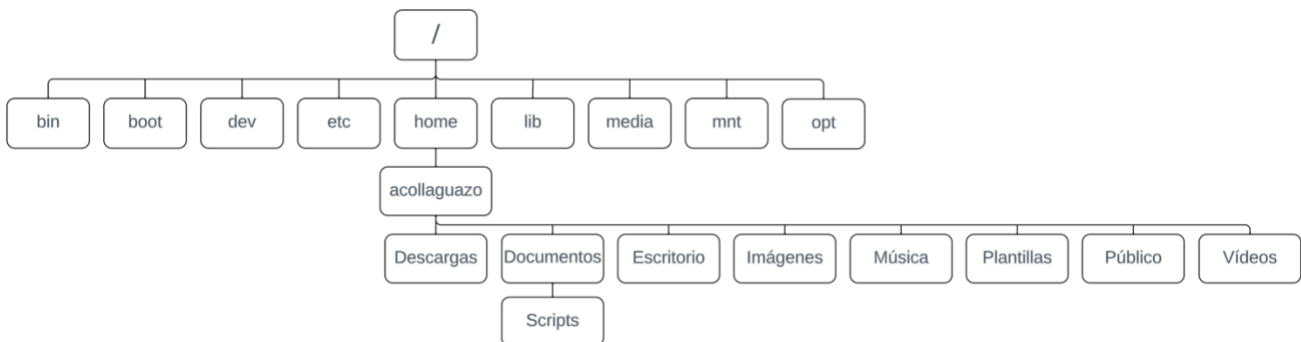 /
bin boot dev etc home lib media mnt opt
acollaguazo
Descargas Documentos Escritorio Imágenes Música Plantillas Público Vídeos
Scripts